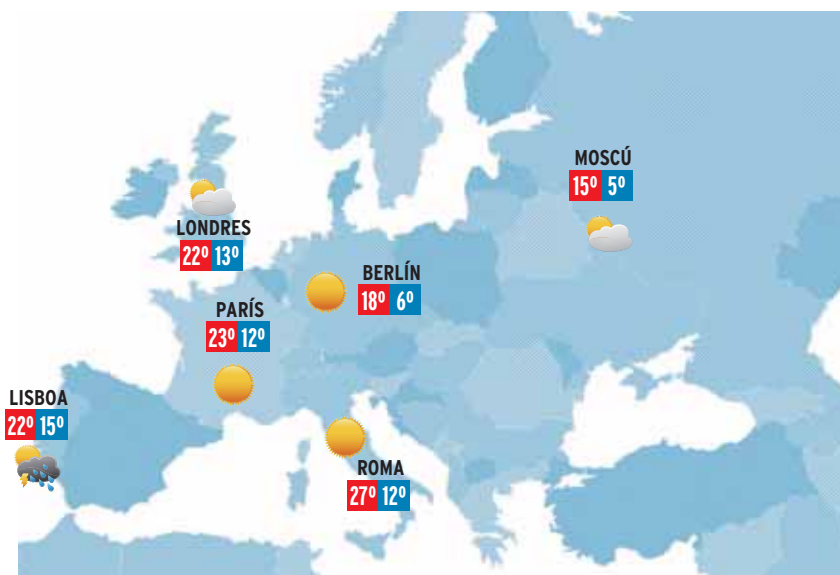 MOSCÚ
15º 5º
LONDRES
22º 13º
BERLÍN
18º 6º
PARÍS
23º 12º
LISBOA
22º 15º
ROMA
27º 12º